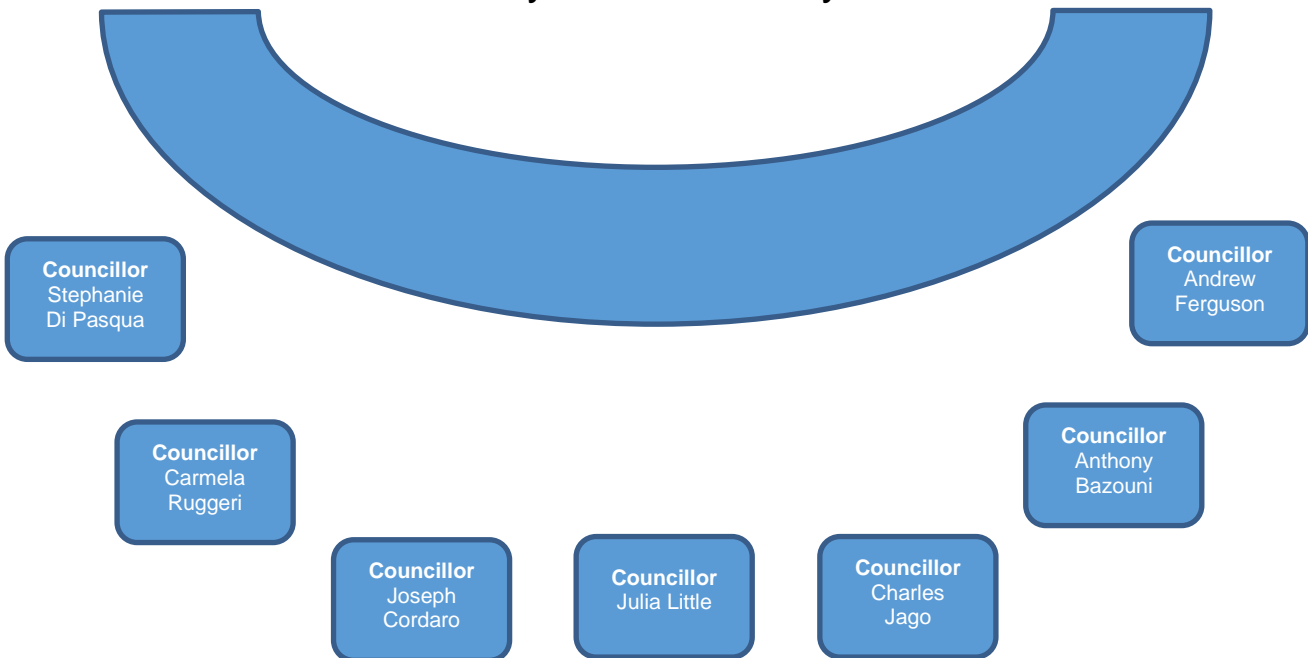 Councillor
Stephanie
Di Pasqua
Councillor
Andrew
Ferguson
Councillor
Carmela
Ruggeri
Councillor
Anthony
Bazouni
Councillor
Joseph
Cordaro
Councillor
Julia Little
Councillor
Charles
Jago